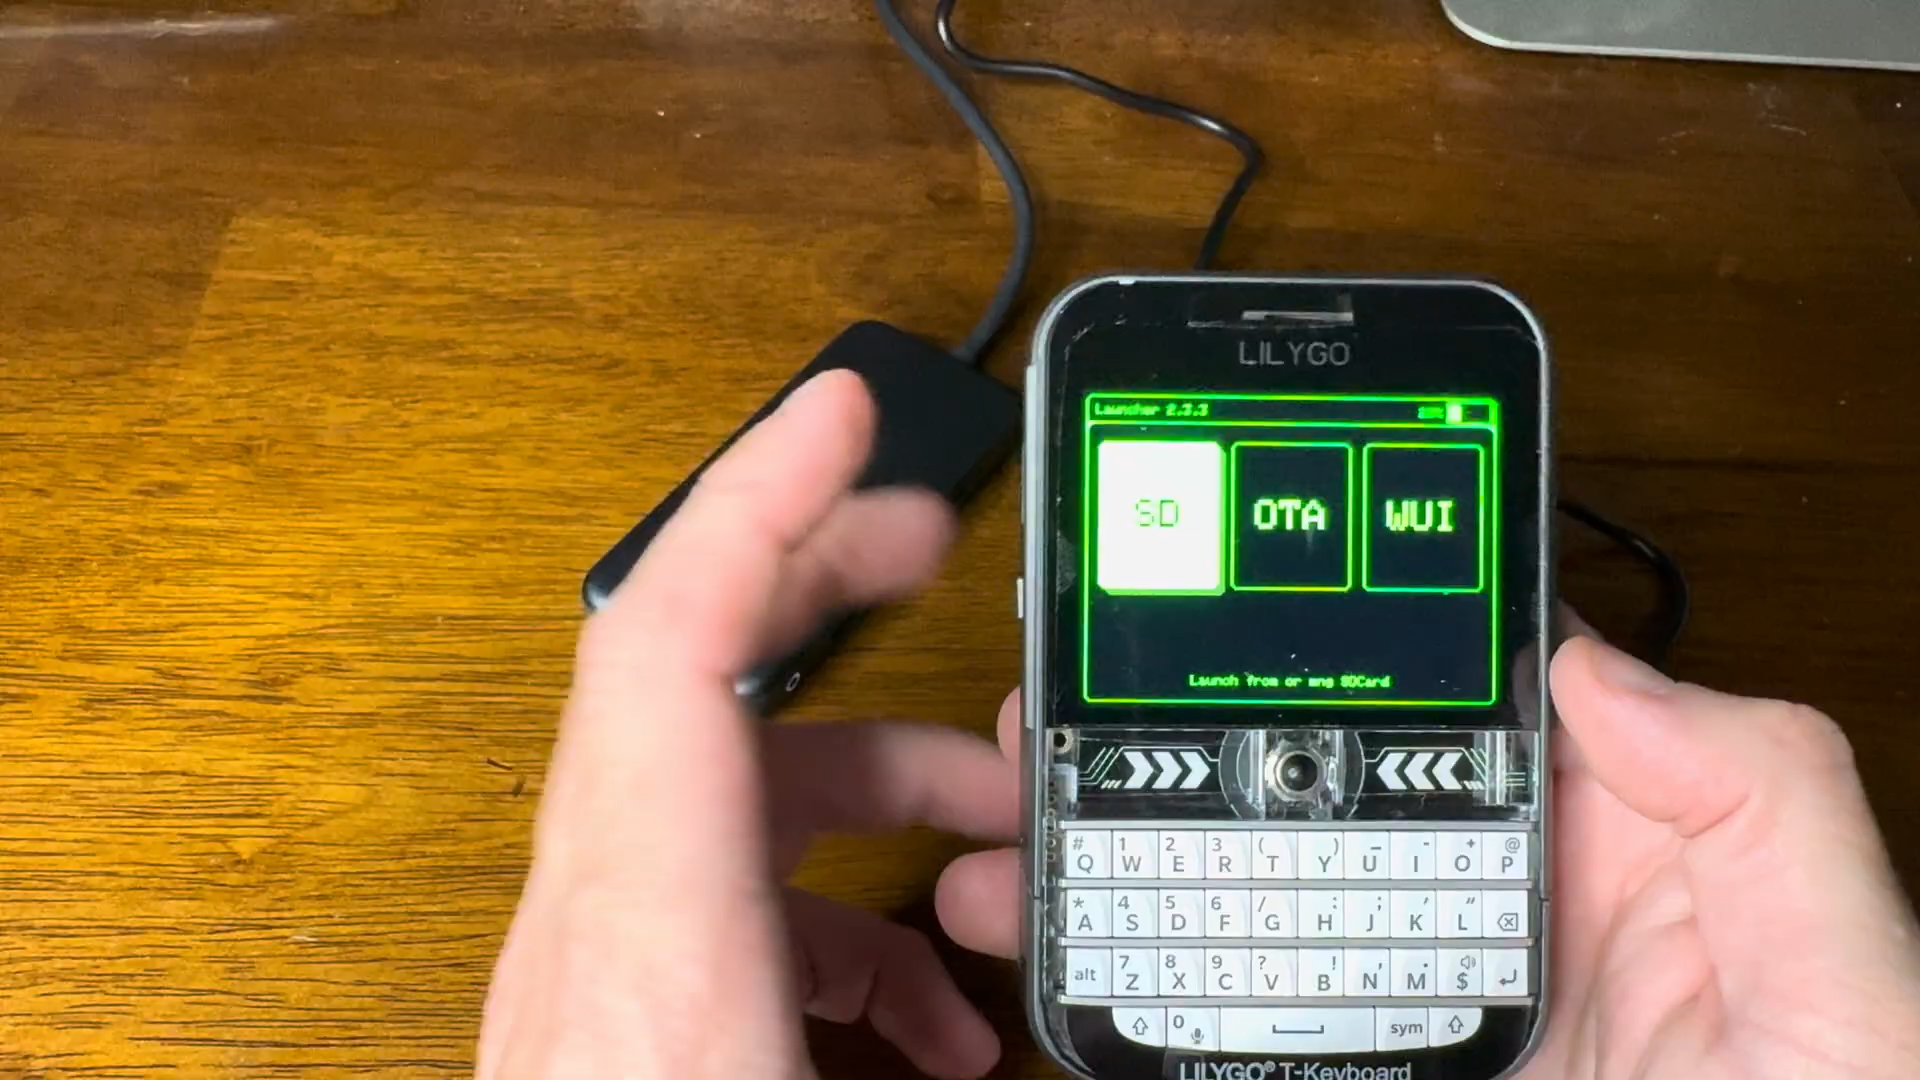 LILYGO
Launcher 2.3.3
SD OTA WUI
Launch from or mng SDCard
# 1 2 3 ( ) _ - + @
Q W E R T Y U I O P
* 4 5 6 / : ; ' "
A S D F G H J K L
7 8 9 ? ! , .
alt Z X C V B N M $
0 sym
LILYGO® T-Keyboard